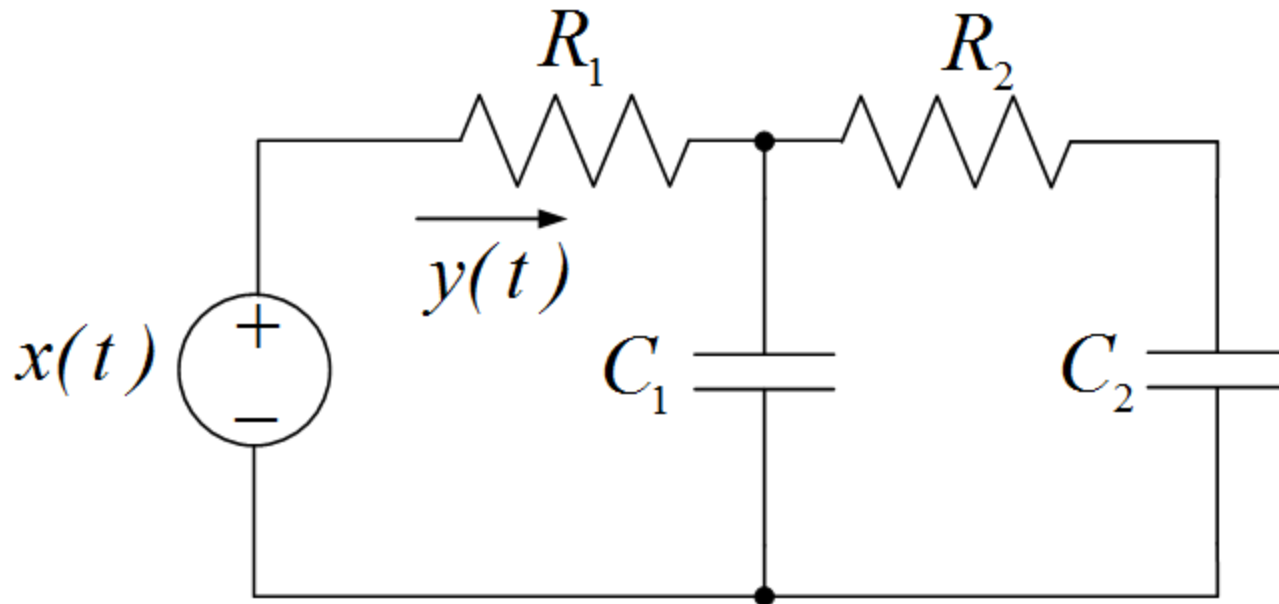 R₁
R₂
y(t)
+
x(t)
C₁
C₂
−